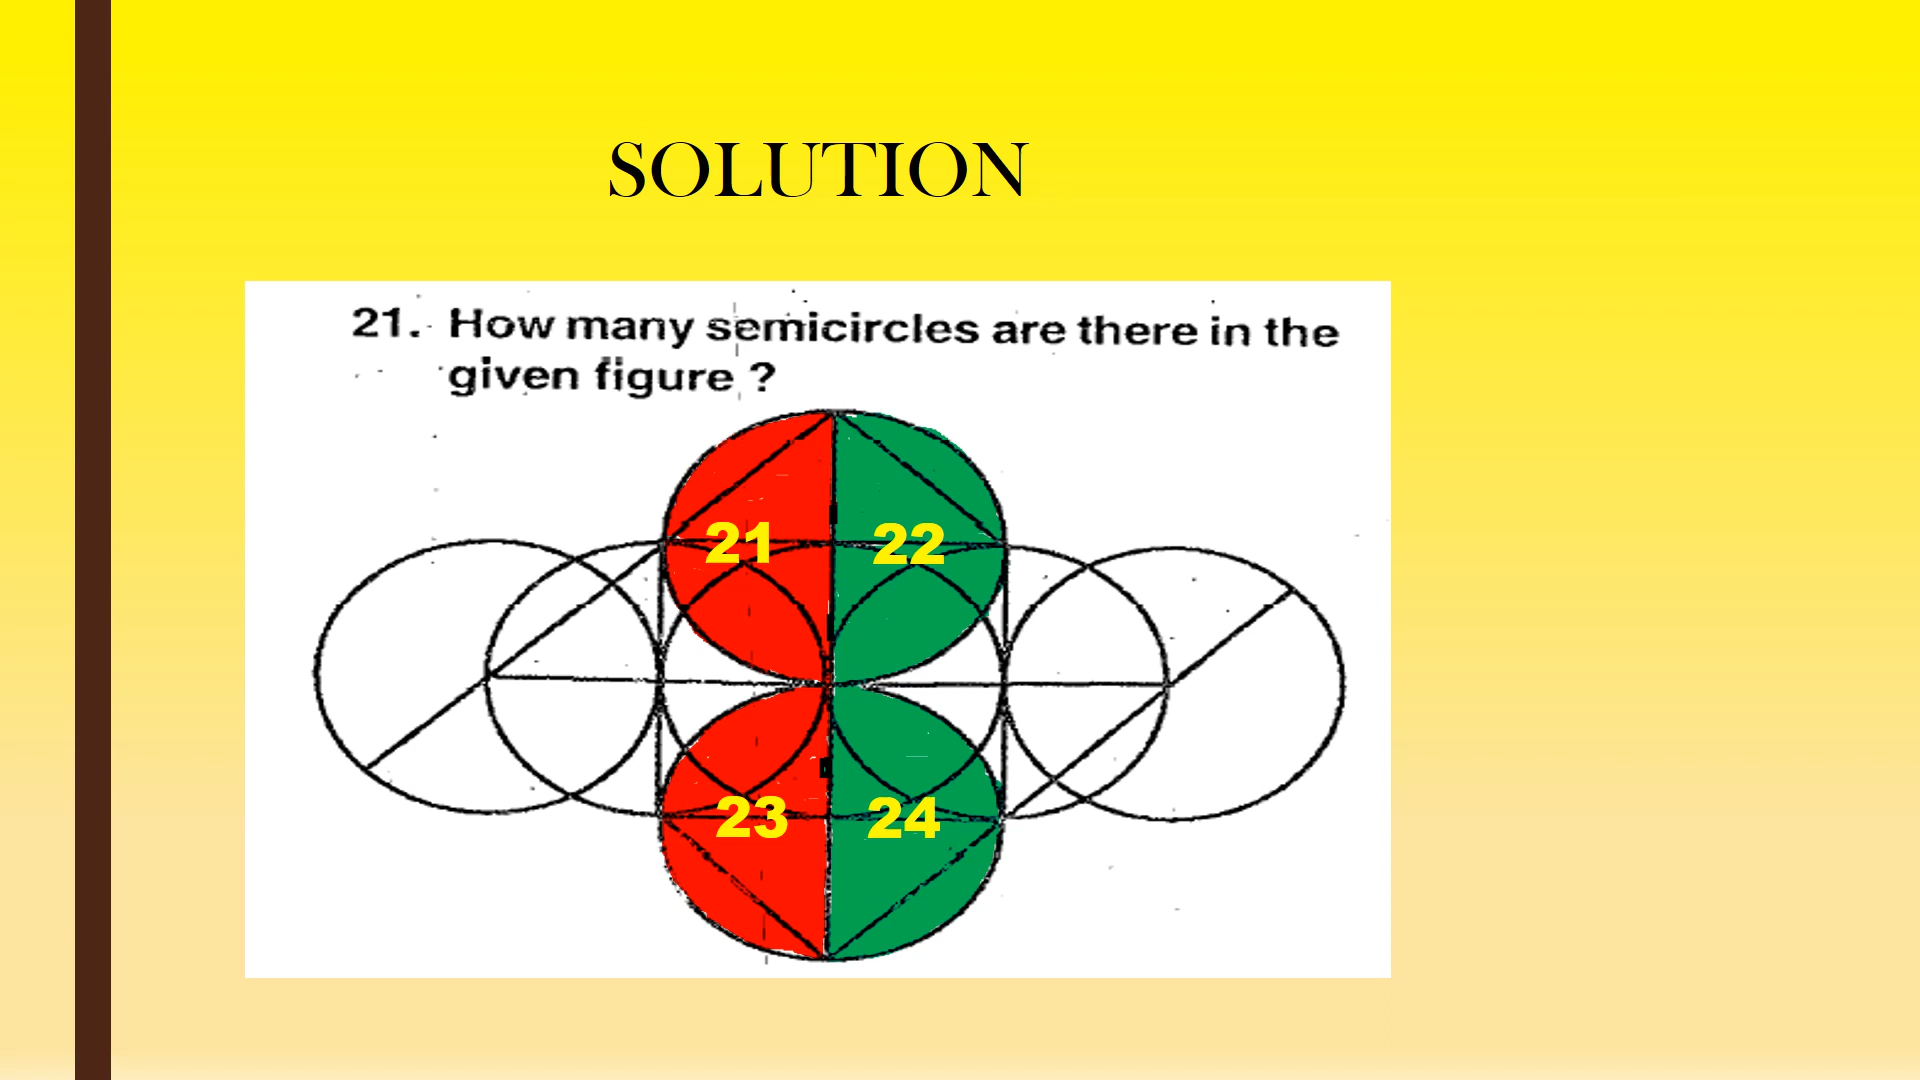 SOLUTION
21. How many semicircles are there in the
given figure ?
21 22
23 24